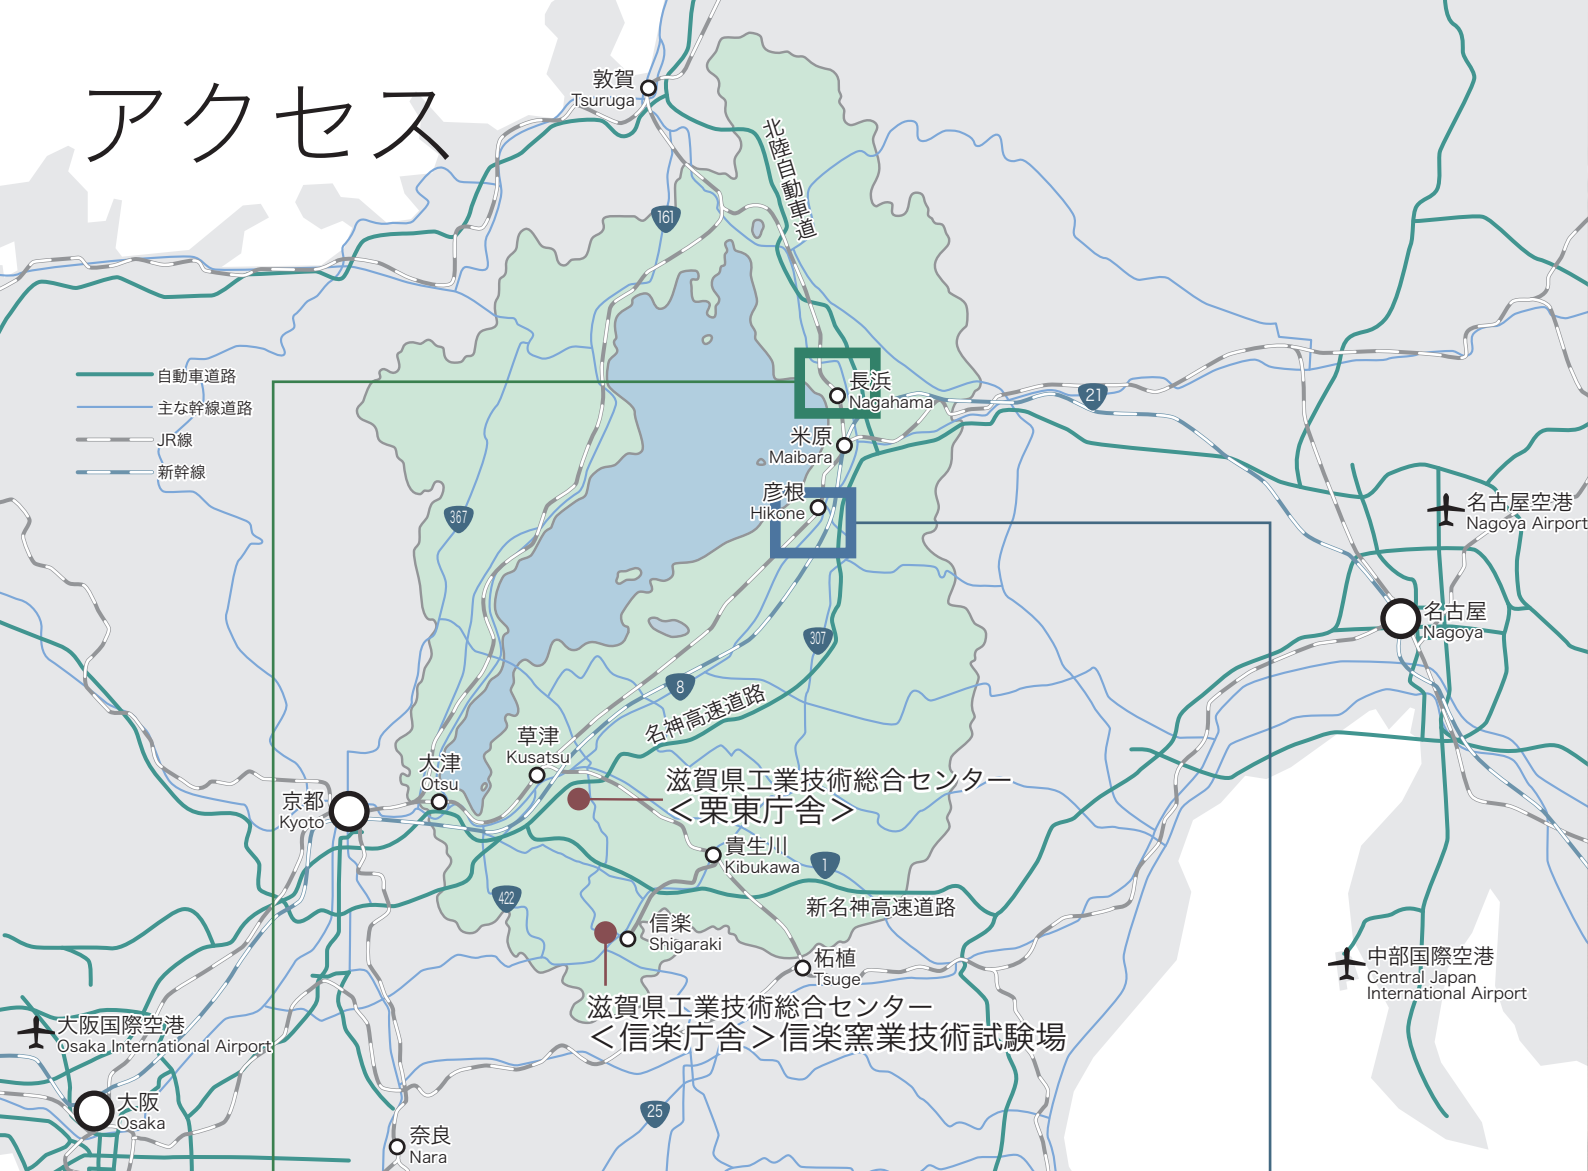 アクセス
敦賀
Tsuruga
北陸自動車道
161
自動車道路
主な幹線道路
JR線
新幹線
長浜
Nagahama
21
米原
Maibara
彦根
Hikone
367
名古屋空港
Nagoya Airport
名古屋
Nagoya
307
8
名神高速道路
草津
Kusatsu
大津
Otsu
京都
Kyoto
滋賀県工業技術総合センター
＜栗東庁舎＞
貴生川
Kibukawa
1
422
新名神高速道路
信楽
Shigaraki
柘植
Tsuge
中部国際空港
Central Japan
International Airport
滋賀県工業技術総合センター
＜信楽庁舎＞信楽窯業技術試験場
大阪国際空港
Osaka International Airport
大阪
Osaka
25
奈良
Nara